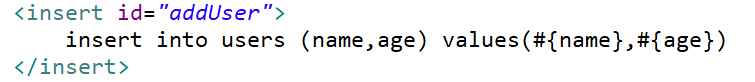 <insert id="addUser">
insert into users (name,age) values(#{name},#{age})
</insert>